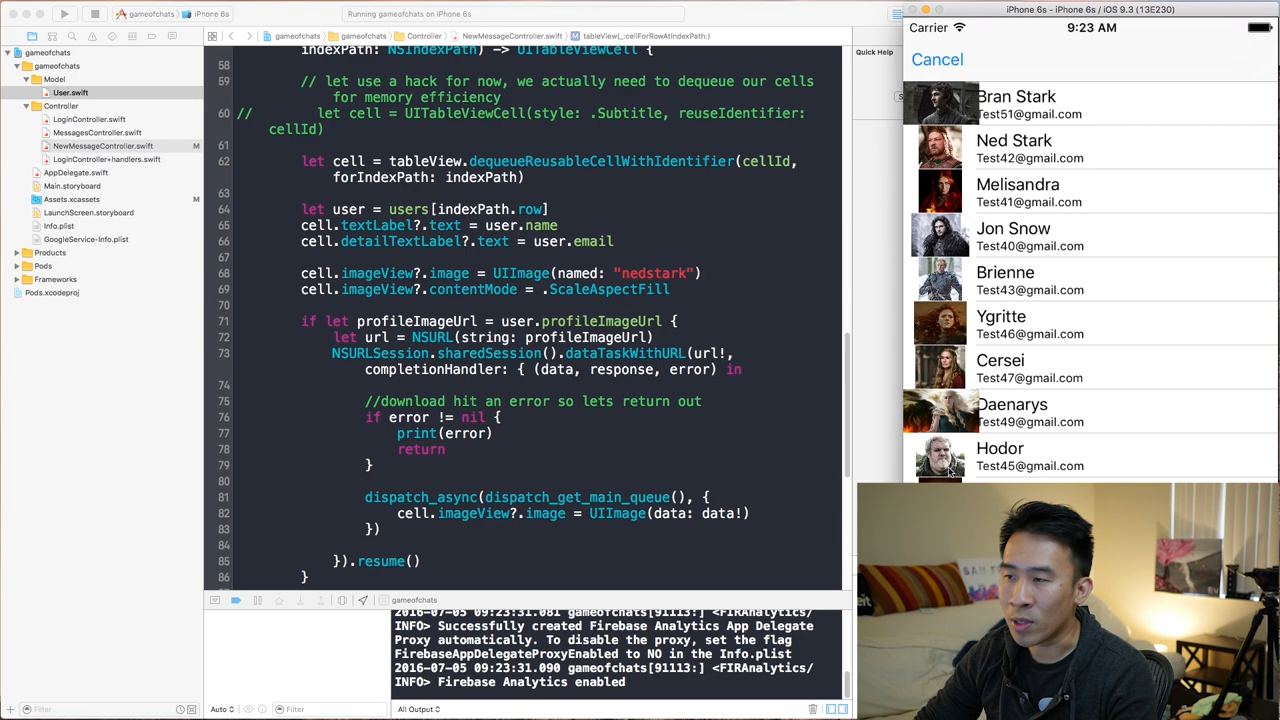 gameofchats
iPhone 6s
Running gameofchats on iPhone 6s
iPhone 6s - iPhone 6s / iOS 9.3 (13E230)
gameofchats
gameofchats
Model
User.swift
Controller
LoginController.swift
MessagesController.swift
NewMessageController.swift M
LoginController+handlers.swift
AppDelegate.swift
Main.storyboard
Assets.xcassets M
LaunchScreen.storyboard
Info.plist
GoogleService-Info.plist
Products
Pods
Frameworks
Pods.xcodeproj
Filter
gameofchats
gameofchats
Controller
NewMessageController.swift
M tableView(_:cellForRowAtIndexPath:)
indexPath: NSIndexPath) -> UITableViewCell {
58
59 // let use a hack for now, we actually need to dequeue our cells
for memory efficiency
60 // let cell = UITableViewCell(style: .Subtitle, reuseIdentifier:
cellId)
61
62 let cell = tableView.dequeueReusableCellWithIdentifier(cellId,
forIndexPath: indexPath)
63
64 let user = users[indexPath.row]
65 cell.textLabel?.text = user.name
66 cell.detailTextLabel?.text = user.email
67
68 cell.imageView?.image = UIImage(named: "nedstark")
69 cell.imageView?.contentMode = .ScaleAspectFill
70
71 if let profileImageUrl = user.profileImageUrl {
72 let url = NSURL(string: profileImageUrl)
73 NSURLSession.sharedSession().dataTaskWithURL(url!,
completionHandler: { (data, response, error) in
74
75 //download hit an error so lets return out
76 if error != nil {
77 print(error)
78 return
79 }
80
81 dispatch_async(dispatch_get_main_queue(), {
82 cell.imageView?.image = UIImage(data: data!)
83 })
84
85 }).resume()
86 }
gameofchats
2016-07-05 09:23:31.081 gameofchats[91113:] <FIRAnalytics/
INFO> Successfully created Firebase Analytics App Delegate
Proxy automatically. To disable the proxy, set the flag
FirebaseAppDelegateProxyEnabled to NO in the Info.plist
2016-07-05 09:23:31.090 gameofchats[91113:] <FIRAnalytics/
INFO> Firebase Analytics enabled
Auto
Filter
All Output
Quick Help
Carrier 9:23 AM
Cancel
Bran Stark
Test51@gmail.com
Ned Stark
Test42@gmail.com
Melisandra
Test41@gmail.com
Jon Snow
Test40@gmail.com
Brienne
Test43@gmail.com
Ygritte
Test46@gmail.com
Cersei
Test47@gmail.com
Daenarys
Test49@gmail.com
Hodor
Test45@gmail.com